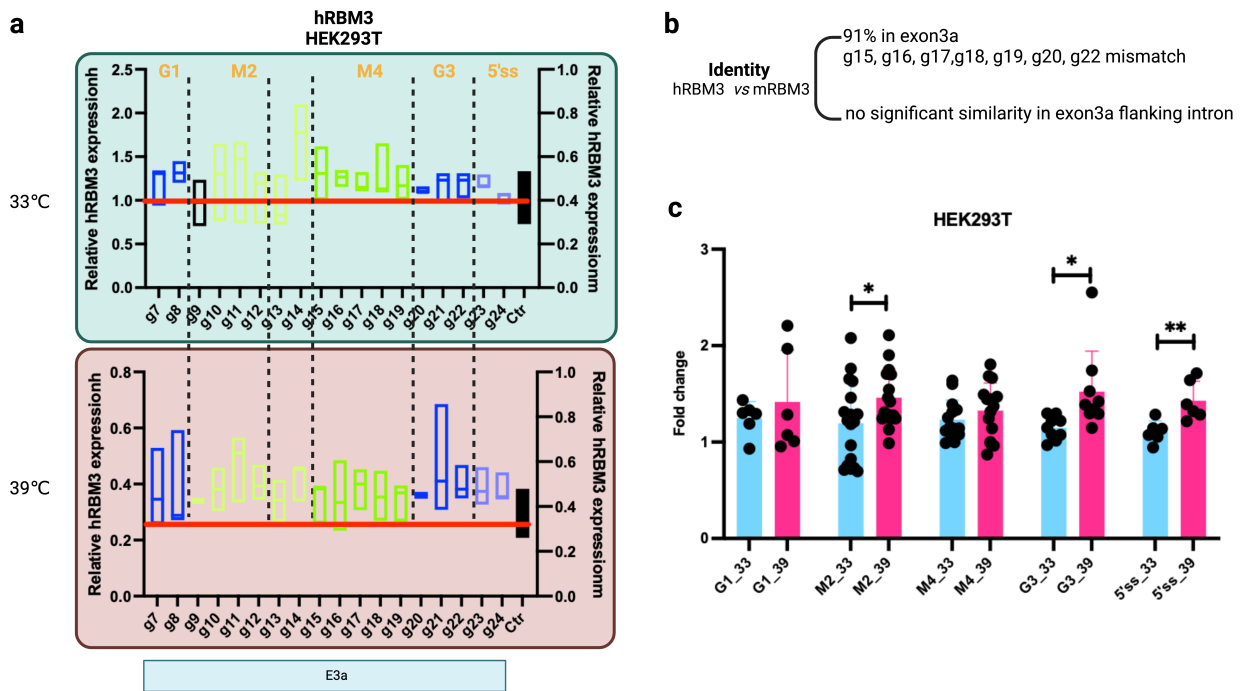 a
hRBM3
HEK293T
33℃
Relative hRBM3 expressionh
2.5
2.0
1.5
1.0
0.5
0.0
G1 M2 M4 G3 5'ss
1.0
0.8
0.6
0.4
0.2
0.0
Relative hRBM3 expressionm
g7 g8 g9 g10 g11 g12 g13 g14 g15 g16 g17 g18 g19 g20 g21 g22 g23 g24 Ctr
39℃
Relative hRBM3 expressionh
0.8
0.6
0.4
0.2
0.0
1.0
0.8
0.6
0.4
0.2
0.0
Relative hRBM3 expressionm
g7 g8 g9 g10 g11 g12 g13 g14 g15 g16 g17 g18 g19 g20 g21 g22 g23 g24 Ctr
E3a
b
Identity
hRBM3 vs mRBM3
91% in exon3a
g15, g16, g17,g18, g19, g20, g22 mismatch
no significant similarity in exon3a flanking intron
c
HEK293T
Fold change
3
2
1
0
* * **
G1_33 G1_39 M2_33 M2_39 M4_33 M4_39 G3_33 G3_39 5'ss_33 5'ss_39